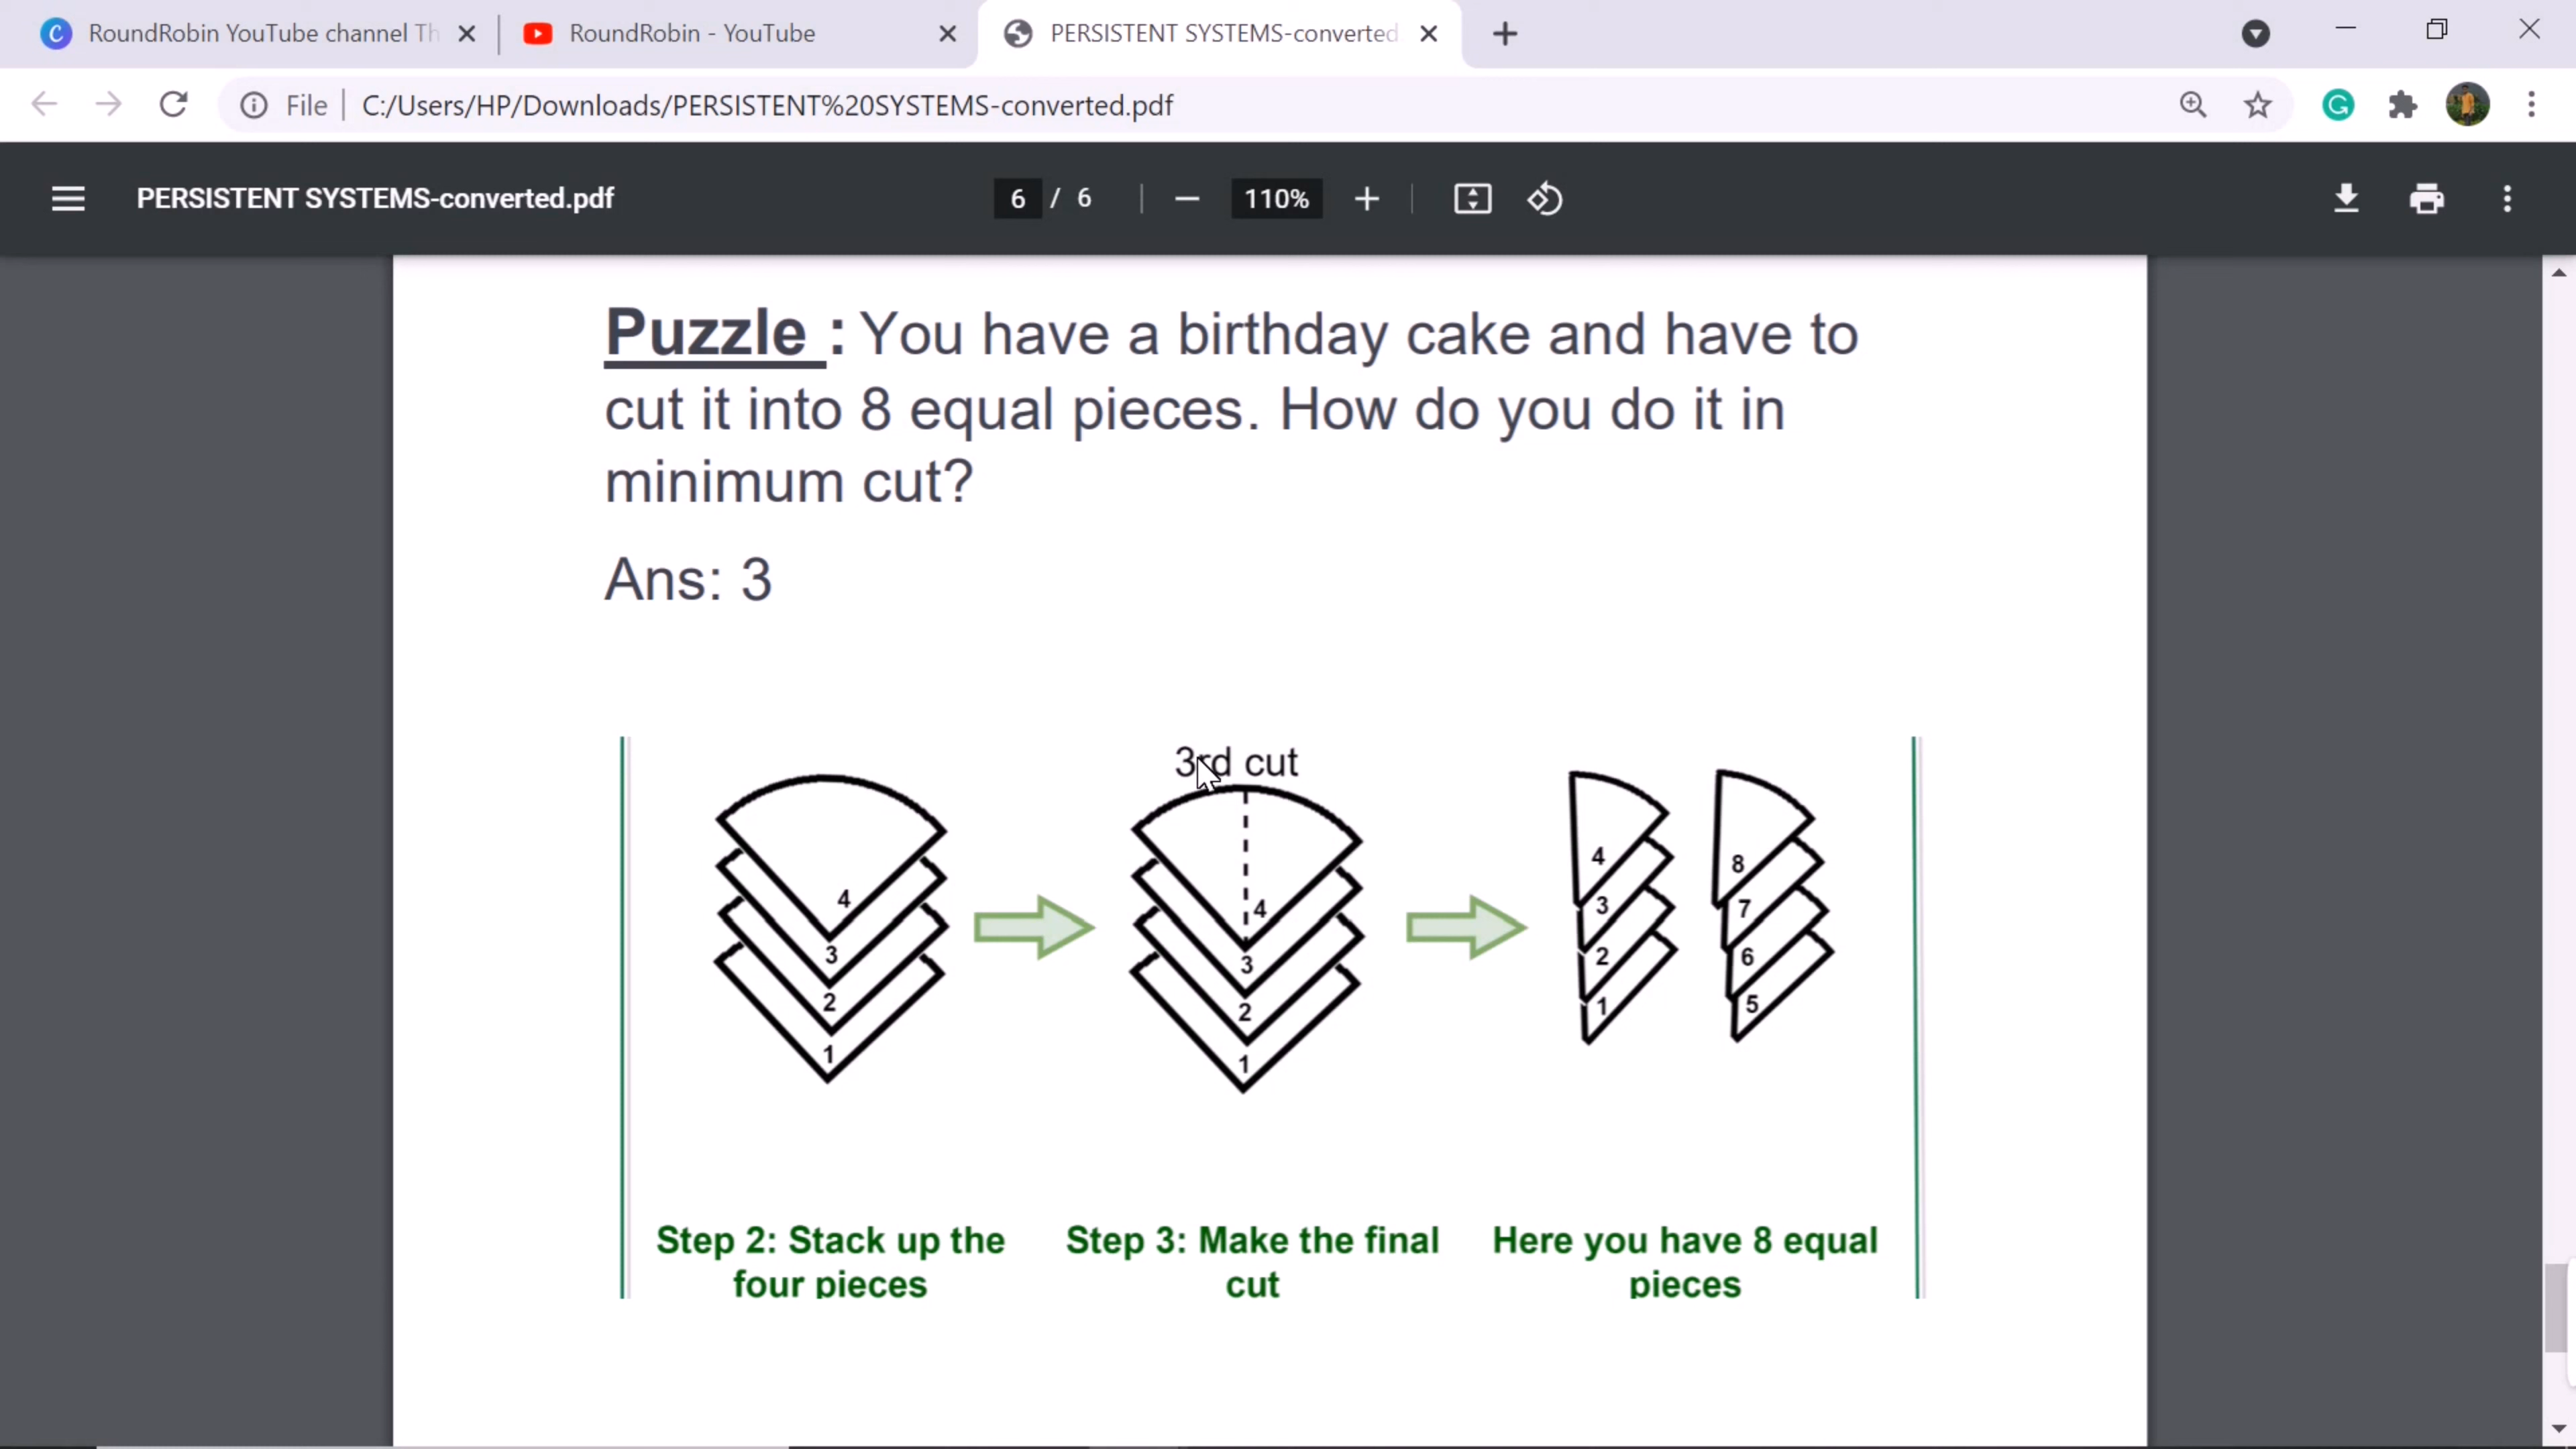 RoundRobin YouTube channel Th
RoundRobin - YouTube
PERSISTENT SYSTEMS-converted
File
C:/Users/HP/Downloads/PERSISTENT%20SYSTEMS-converted.pdf
PERSISTENT SYSTEMS-converted.pdf
6 / 6
110%
Puzzle : You have a birthday cake and have to
cut it into 8 equal pieces. How do you do it in
minimum cut?
Ans: 3
3rd cut
4
3
2
1
4
3
2
1
4
3
2
1
8
7
6
5
Step 2: Stack up the
four pieces
Step 3: Make the final
cut
Here you have 8 equal
pieces